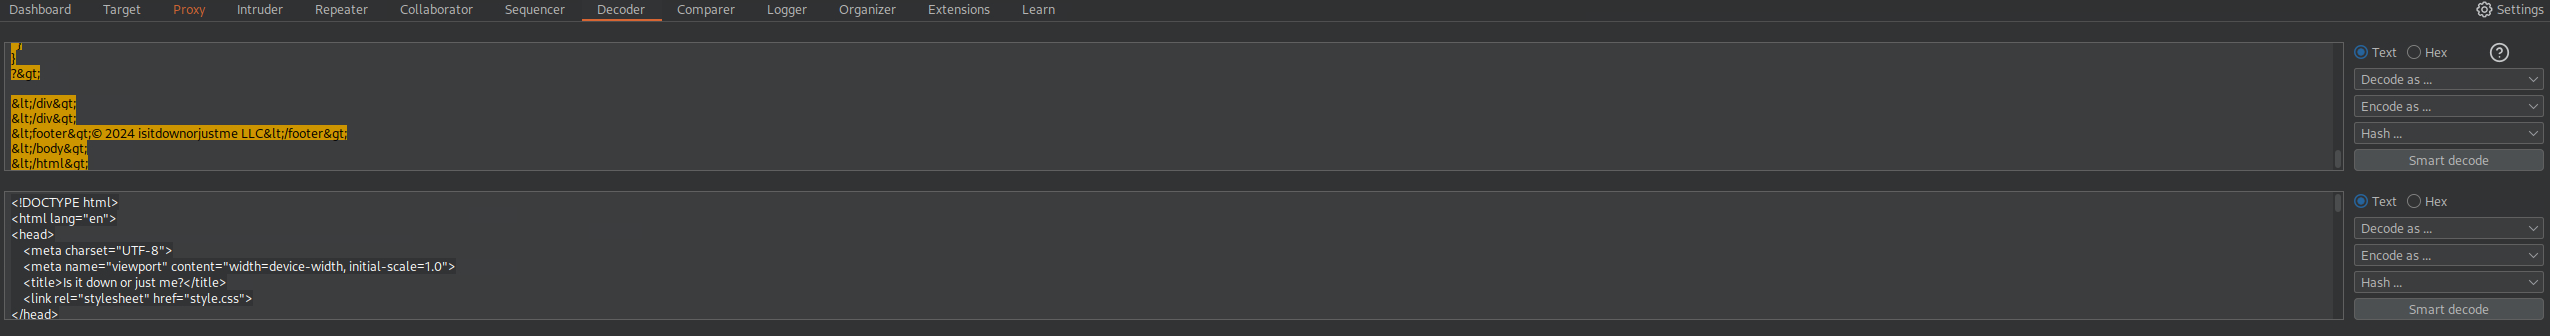 Dashboard Target Proxy Intruder Repeater Collaborator Sequencer Decoder Comparer Logger Organizer Extensions Learn Settings
}
?&gt;
&lt;/div&gt;
&lt;/div&gt;
&lt;footer&gt;© 2024 isitdownorjustme LLC&lt;/footer&gt;
&lt;/body&gt;
&lt;/html&gt;
Text Hex ?
Decode as ...
Encode as ...
Hash ...
Smart decode
<!DOCTYPE html>
<html lang="en">
<head>
<meta charset="UTF-8">
<meta name="viewport" content="width=device-width, initial-scale=1.0">
<title>Is it down or just me?</title>
<link rel="stylesheet" href="style.css">
</head>
Text Hex
Decode as ...
Encode as ...
Hash ...
Smart decode